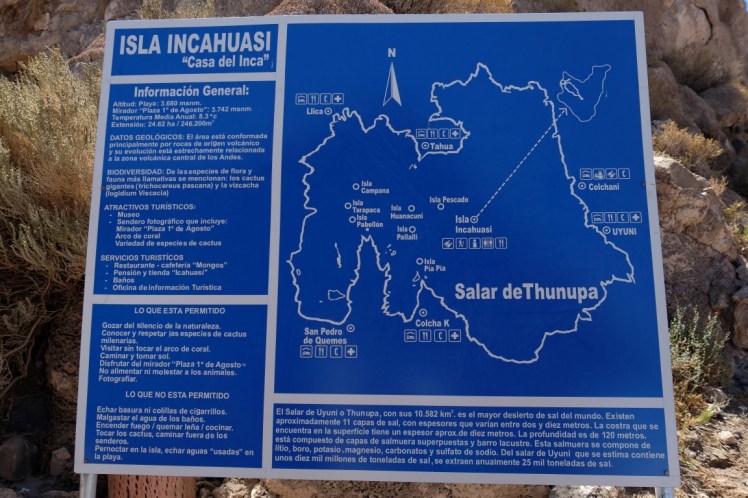 ISLA INCAHUASI
"Casa del Inca"
Información General:
Altitud: Playa: 3.680 msnm.
Mirador "Plaza 1° de Agosto": 3.742 msnm.
Temperatura Media Anual: 8.3 °c
Extensión: 24.62 ha / 246.200m²
DATOS GEOLÓGICOS: El área está conformada
principalmente por rocas de origen volcánico
y su evolución está estrechamente relacionada
a la zona volcánica central de los Andes.
BIODIVERSIDAD: De las especies de flora y
fauna más llamativas se mencionan: los cactus
gigantes (trichocereus pascana) y la vizcacha
(logidium Viscacia)
ATRACTIVOS TURÍSTICOS:
- Museo
- Sendero fotográfico que incluye:
Mirador "Plaza 1° de Agosto"
Arco de coral
Variedad de especies de cactus
SERVICIOS TURÍSTICOS
- Restaurante - cafetería "Mongos"
- Pensión y tienda "Icahuasi"
- Baños
- Oficina de información Turística
LO QUE ESTA PERMITIDO
Gozar del silencio de la naturaleza.
Conocer y respetar las especies de cactus
milenarias.
Visitar sin tocar el arco de coral.
Caminar y tomar sol.
Disfrutar del mirador "Plaza 1° de Agosto"
No alimentar ni molestar a los animales.
Fotografiar.
LO QUE NO ESTA PERMITIDO
Echar basura ni colillas de cigarrillos.
Malgastar el agua de los baños.
Encender fuego / quemar leña / cocinar.
Tocar los cactus, caminar fuera de los
senderos.
Pernoctar en la isla, echar aguas "usadas" en
la playa.
N
Llica
Tahua
Colchani
UYUNI
Isla
Campana
Isla
Tarapaca
Isla
Pabellón
Isla
Huanacuni
Isla
Pallalli
Isla Pescado
Isla
Incahuasi
Isla
Pia Pia
Salar de Thunupa
San Pedro
de Quemes
Colcha K
El Salar de Uyuni o Thunupa, con sus 10.582 km². es el mayor desierto de sal del mundo. Existen
aproximadamente 11 capas de sal, con espesores que varían entre dos y diez metros. La costra que se
encuentra en la superficie tiene un espesor aprox. de diez metros. La profundidad es de 120 metros.
está compuesto de capas de salmuera superpuestas y barro lacustre. Esta salmuera se compone de
litio, boro, potasio, magnesio, carbonatos y sulfato de sodio. Del salar de Uyuni que se estima contiene
unos diez mil millones de toneladas de sal, se extraen anualmente 25 mil toneladas de sal.